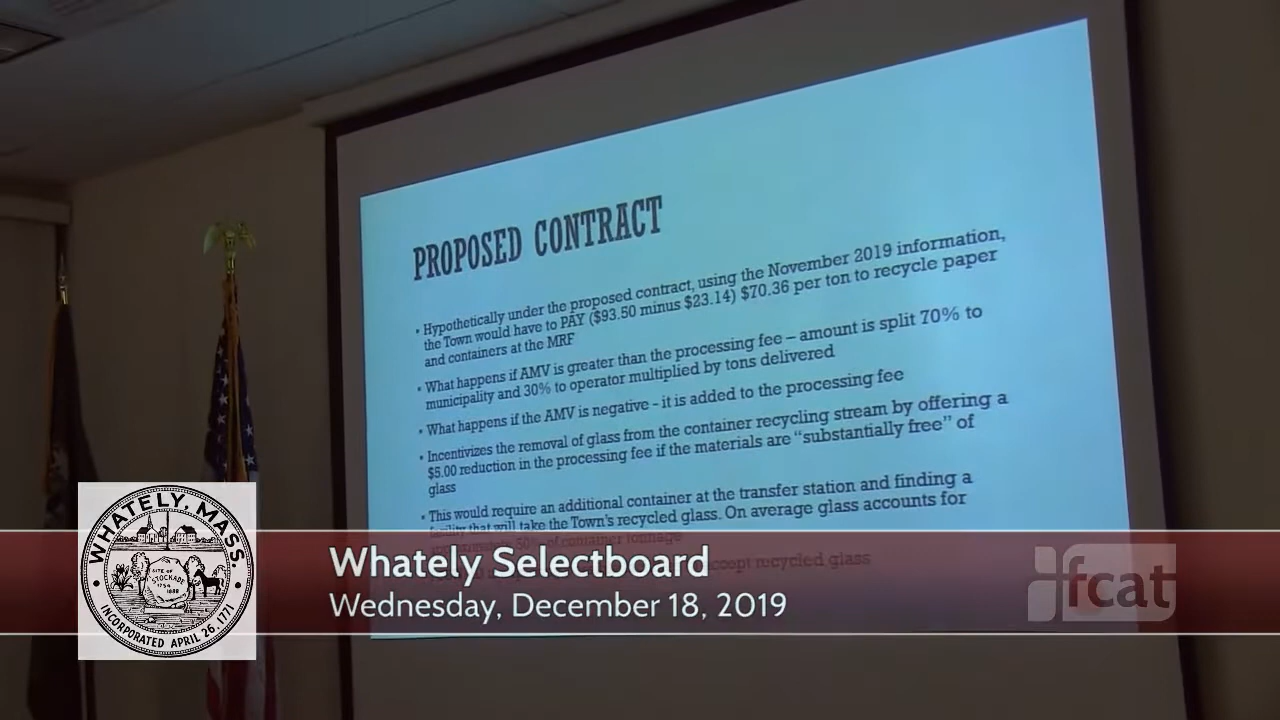 PROPOSED CONTRACT
▪ Hypothetically under the proposed contract, using the November 2019 information,
the Town would have to PAY ($93.50 minus $23.14) $70.36 per ton to recycle paper
and containers at the MRF
▪ What happens if AMV is greater than the processing fee – amount is split 70% to
municipality and 30% to operator multiplied by tons delivered
▪ What happens if the AMV is negative - it is added to the processing fee
▪ Incentivizes the removal of glass from the container recycling stream by offering a
$5.00 reduction in the processing fee if the materials are “substantially free” of
glass
▪ This would require an additional container at the transfer station and finding a
facility that will take the Town's recycled glass. On average glass accounts for
of container tonnage
accept recycled glass
WHATELY, MASS.
SITE OF
STOCKADE
1754
INCORPORATED APRIL 26, 1771
Whately Selectboard
Wednesday, December 18, 2019
fcat